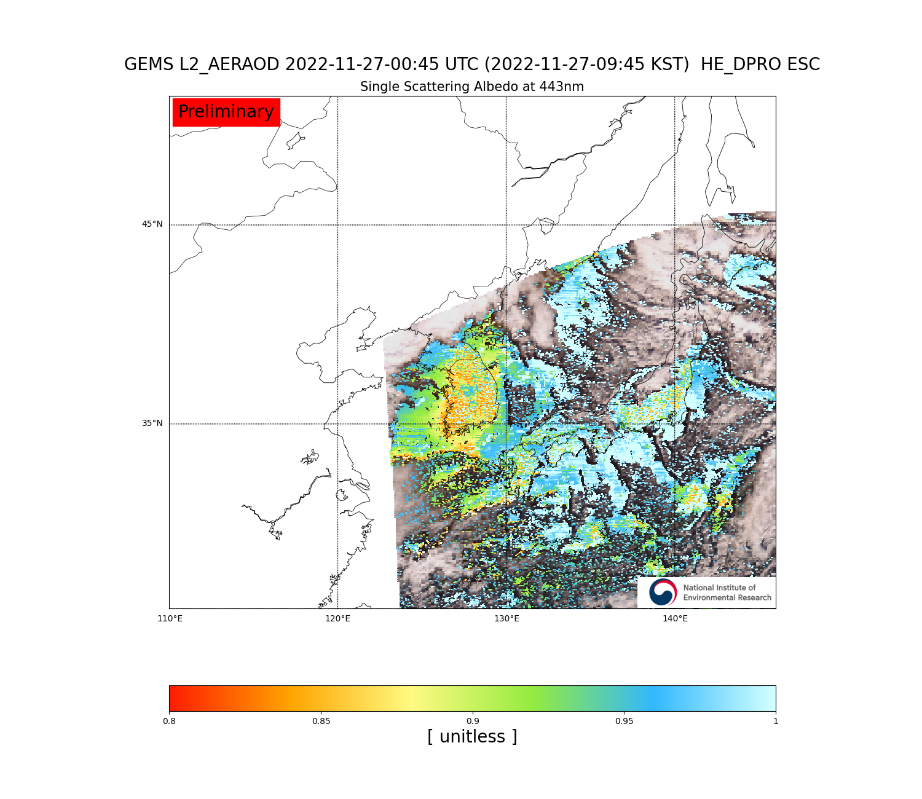 GEMS L2_AERAOD 2022-11-27-00:45 UTC (2022-11-27-09:45 KST)  HE_DPRO ESC
Single Scattering Albedo at 443nm
Preliminary
45°N
35°N
National Institute of
Environmental Research
110°E 120°E 130°E 140°E
0.8 0.85 0.9 0.95 1
[ unitless ]